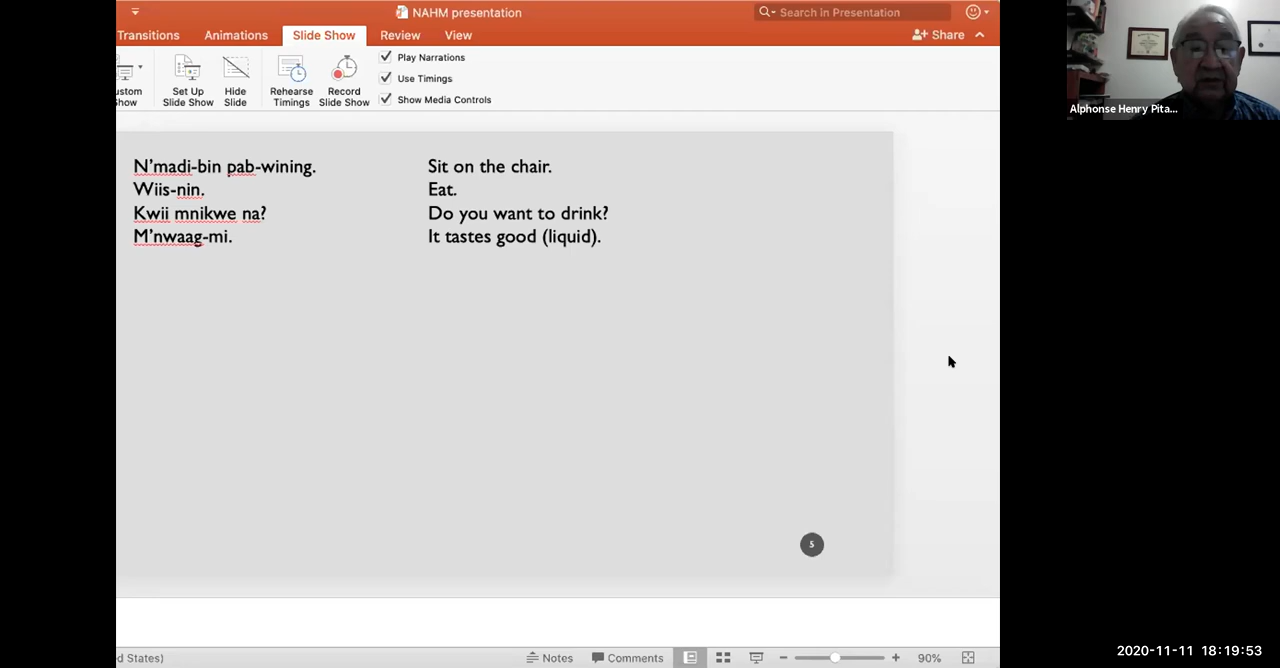 NAHM presentation
Search in Presentation
Transitions Animations Slide Show Review View
Share
ustom Show
Set Up Slide Show
Hide Slide
Rehearse Timings
Record Slide Show
Play Narrations
Use Timings
Show Media Controls
Alphonse Henry Pita...
N'madi-bin pab-wining. Sit on the chair.
Wiis-nin. Eat.
Kwii mnikwe na? Do you want to drink?
M'nwaag-mi. It tastes good (liquid).
5
d States) Notes Comments 90%
2020-11-11 18:19:53